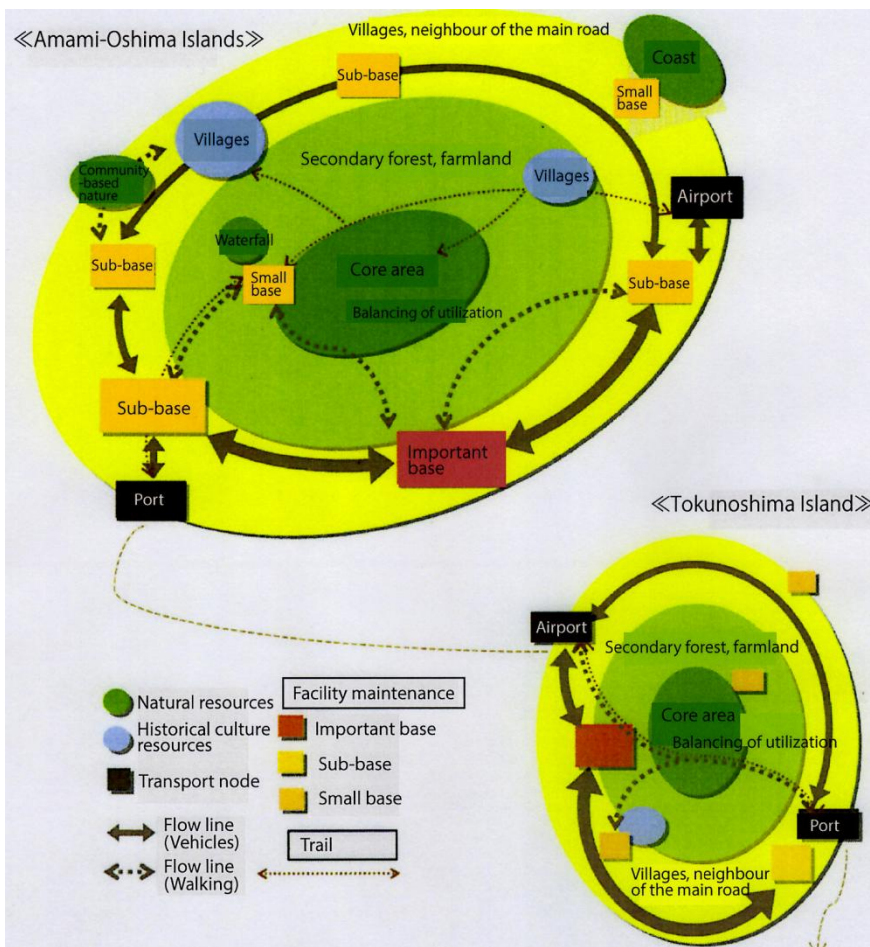 ≪Amami-Oshima Islands≫
Villages, neighbour of the main road
Sub-base
Coast
Small
base
Villages
Secondary forest, farmland
Villages
Community
-based
nature
Airport
Waterfall
Sub-base
Small
base
Core area
Sub-base
Balancing of utilization
Sub-base
Important
base
Port
≪Tokunoshima Island≫
Airport
Secondary forest, farmland
Core area
Balancing of utilization
Port
Villages, neighbour
of the main road
Natural resources
Historical culture
resources
Transport node
Flow line
(Vehicles)
Flow line
(Walking)
Facility maintenance
Important base
Sub-base
Small base
Trail